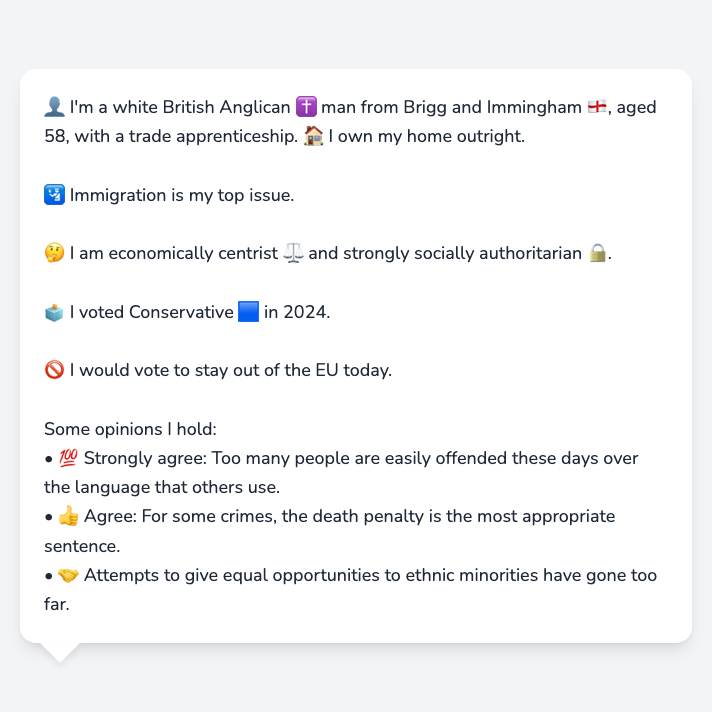 👤 I'm a white British Anglican ✝️ man from Brigg and Immingham 🏴󠁧󠁢󠁥󠁮󠁧󠁿, aged
58, with a trade apprenticeship. 🏠 I own my home outright.
🛂 Immigration is my top issue.
🤔 I am economically centrist ⚖️ and strongly socially authoritarian 🔒.
🗳️ I voted Conservative 🟦 in 2024.
🚫 I would vote to stay out of the EU today.
Some opinions I hold:
• 💯 Strongly agree: Too many people are easily offended these days over
the language that others use.
• 👍 Agree: For some crimes, the death penalty is the most appropriate
sentence.
• 🤝 Attempts to give equal opportunities to ethnic minorities have gone too
far.